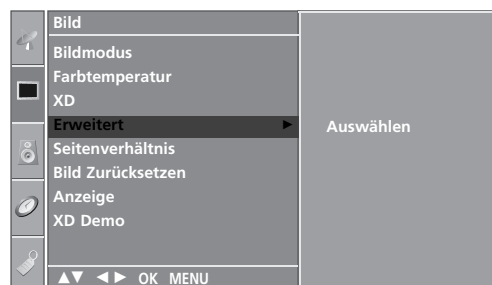 Bild
Bildmodus
Farbtemperatur
XD
Erweitert ►
Auswählen
Seitenverhältnis
Bild Zurücksetzen
Anzeige
XD Demo
▲▼ ◄► OK MENU